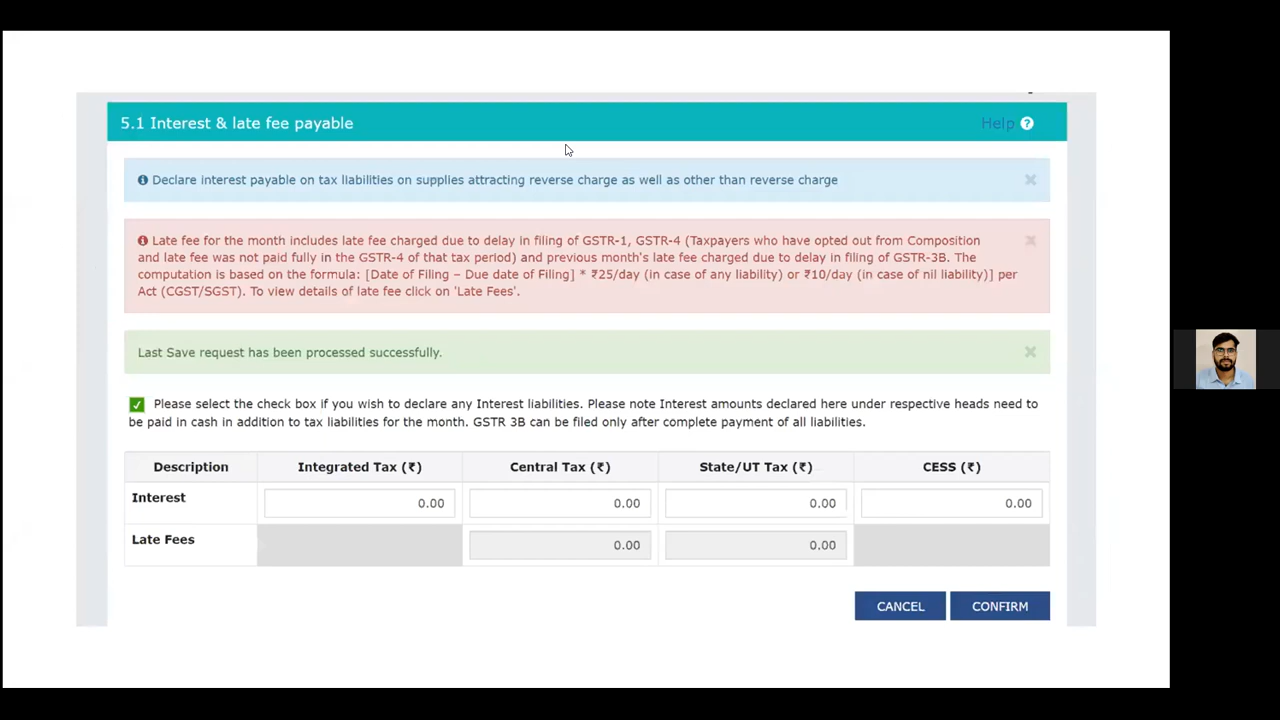 5.1 Interest & late fee payable
Help ?
Declare interest payable on tax liabilities on supplies attracting reverse charge as well as other than reverse charge
Late fee for the month includes late fee charged due to delay in filing of GSTR-1, GSTR-4 (Taxpayers who have opted out from Composition
and late fee was not paid fully in the GSTR-4 of that tax period) and previous month's late fee charged due to delay in filing of GSTR-3B. The
computation is based on the formula: [Date of Filing – Due date of Filing] * ₹25/day (in case of any liability) or ₹10/day (in case of nil liability)] per
Act (CGST/SGST). To view details of late fee click on 'Late Fees'.
Last Save request has been processed successfully.
Please select the check box if you wish to declare any Interest liabilities. Please note Interest amounts declared here under respective heads need to
be paid in cash in addition to tax liabilities for the month. GSTR 3B can be filed only after complete payment of all liabilities.
Description Integrated Tax (₹) Central Tax (₹) State/UT Tax (₹) CESS (₹)
Interest 0.00 0.00 0.00 0.00
Late Fees 0.00 0.00
CANCEL CONFIRM